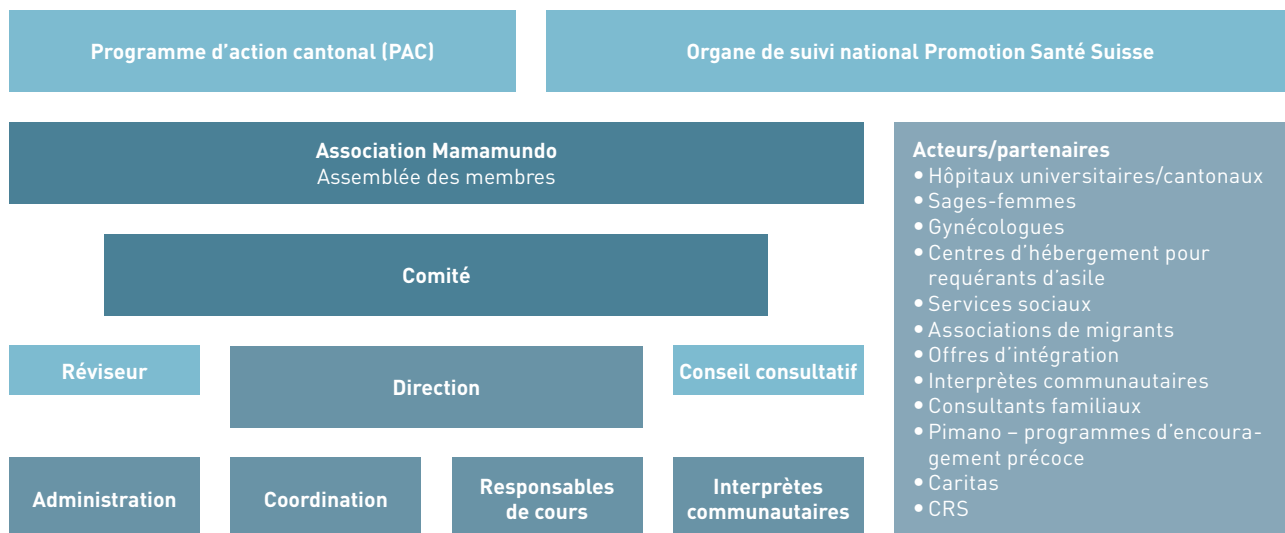 Programme d'action cantonal (PAC)
Organe de suivi national Promotion Santé Suisse
Association Mamamundo
Assemblée des membres
Comité
Réviseur
Direction
Conseil consultatif
Administration
Coordination
Responsables
de cours
Interprètes
communautaires
Acteurs/partenaires
• Hôpitaux universitaires/cantonaux
• Sages-femmes
• Gynécologues
• Centres d'hébergement pour
requérants d'asile
• Services sociaux
• Associations de migrants
• Offres d'intégration
• Interprètes communautaires
• Consultants familiaux
• Pimano – programmes d'encoura-
gement précoce
• Caritas
• CRS